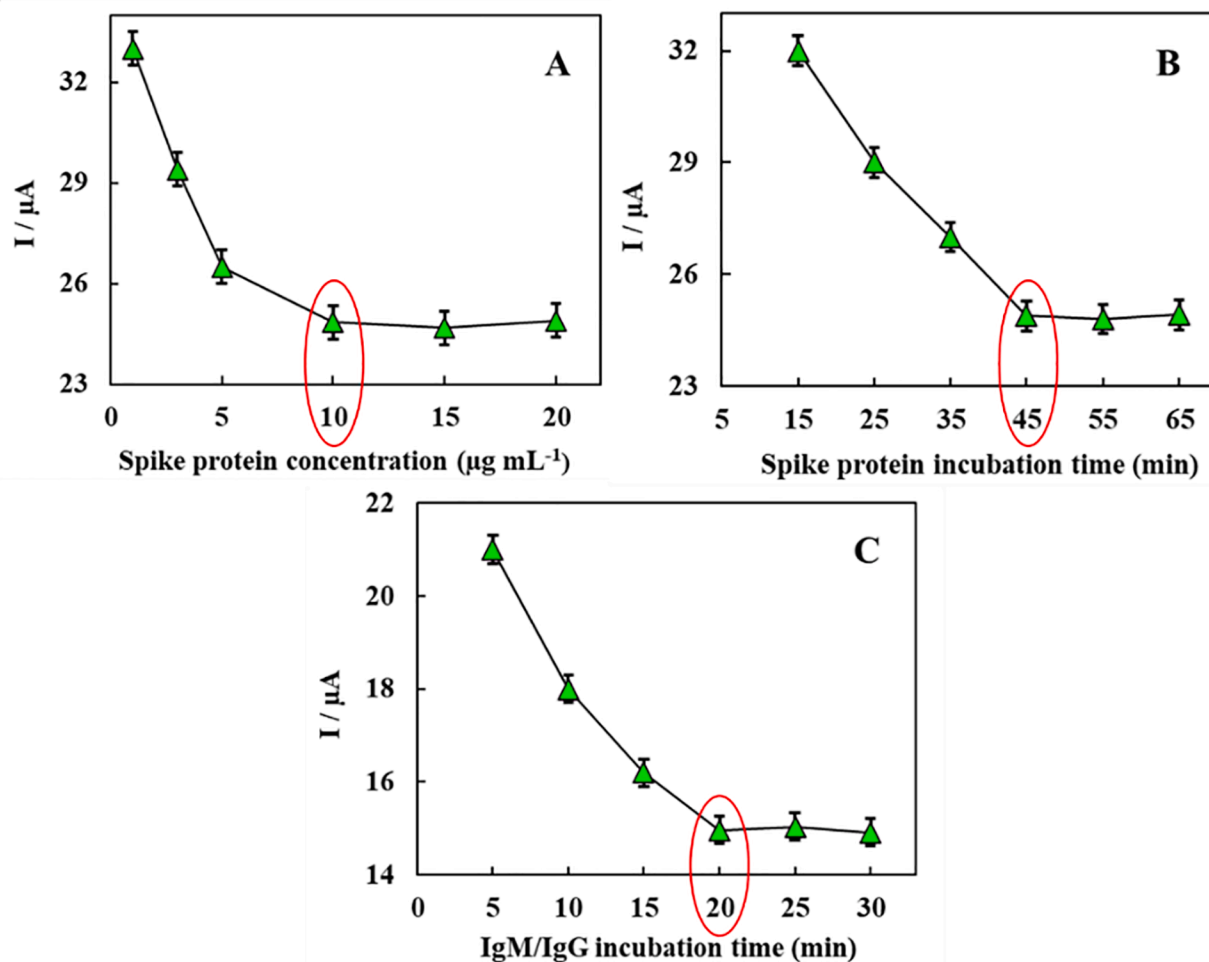 A
I / µA
32
29
26
23
0 5 10 15 20
Spike protein concentration (µg mL⁻¹)
B
I / µA
32
29
26
23
5 15 25 35 45 55 65
Spike protein incubation time (min)
C
I / µA
22
20
18
16
14
0 5 10 15 20 25 30
IgM/IgG incubation time (min)